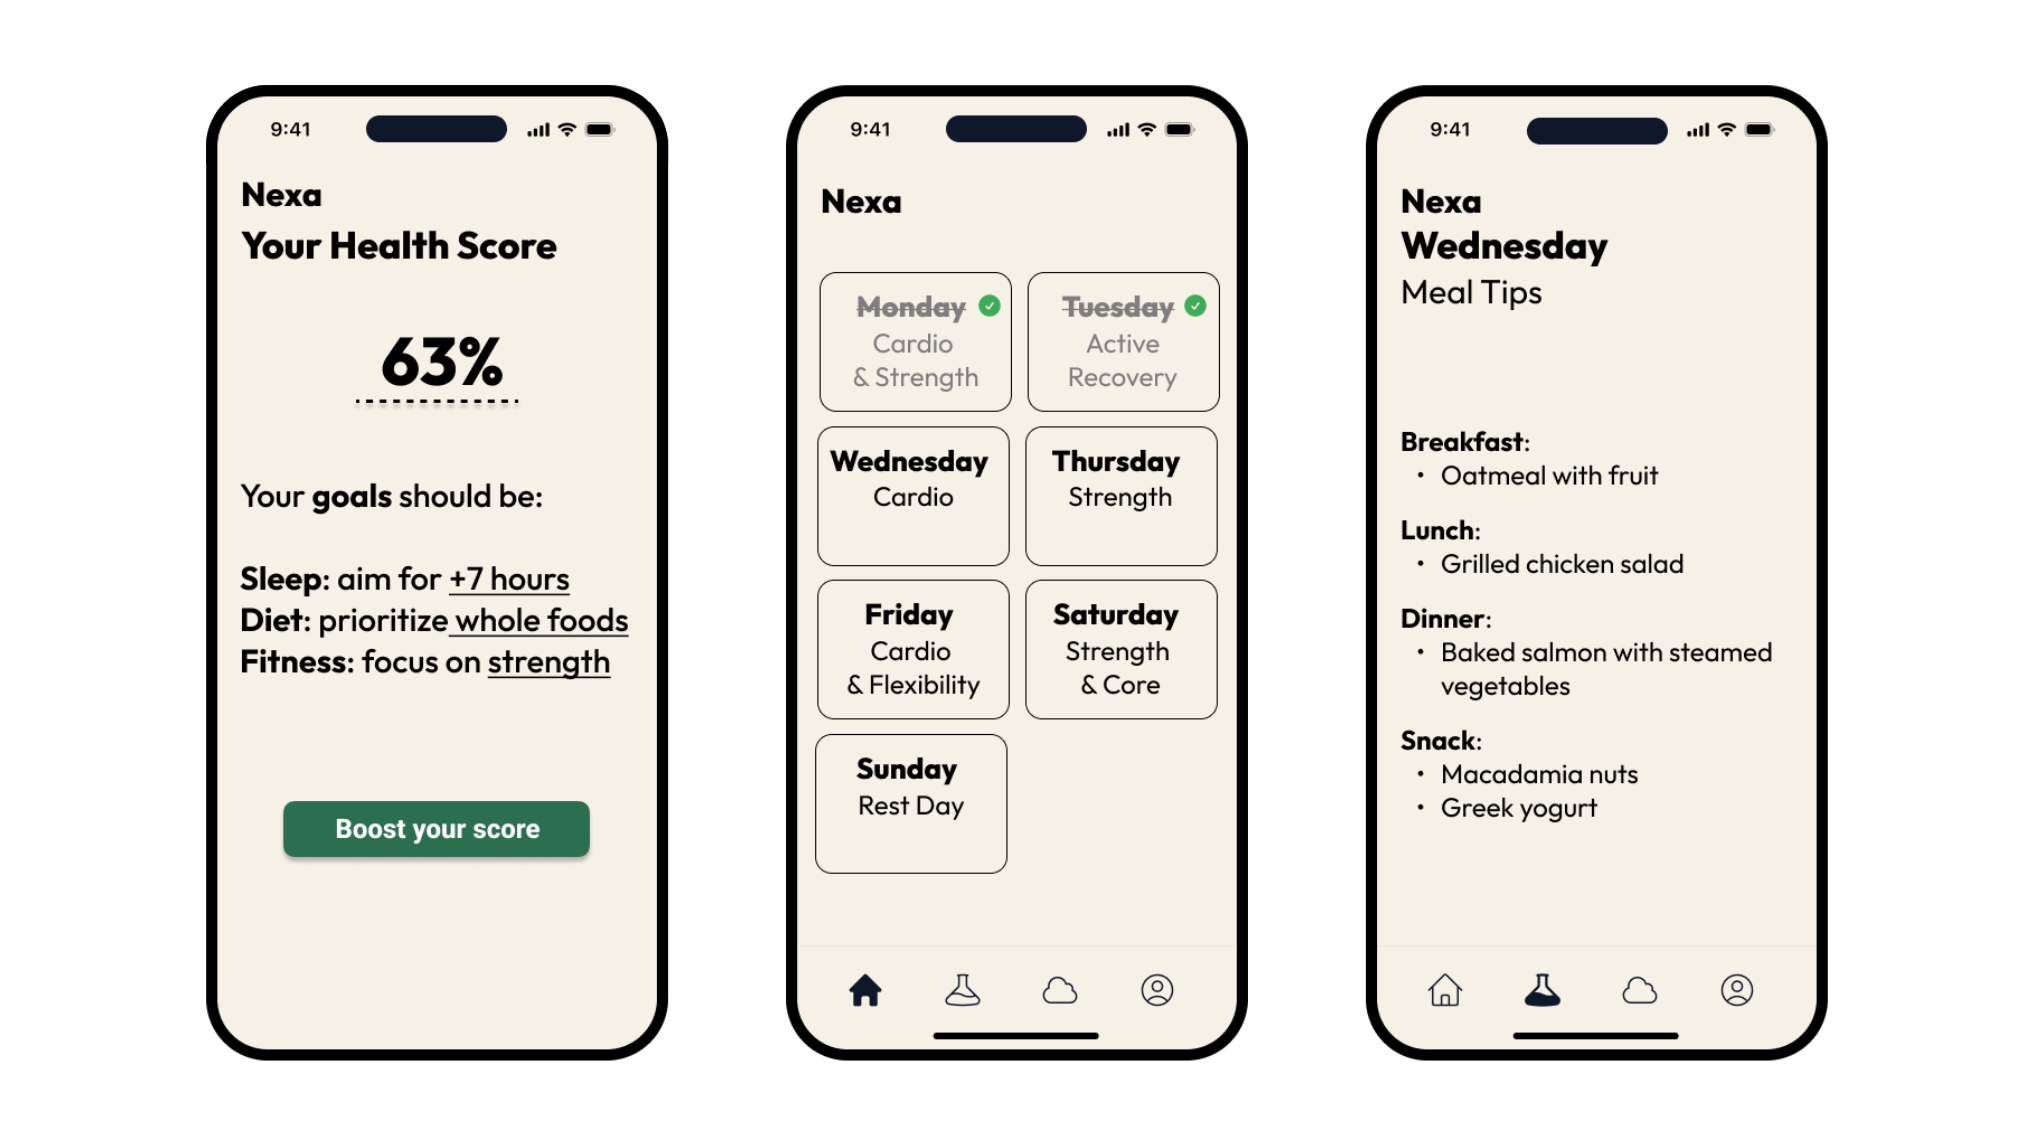 9:41
Nexa
Your Health Score
63%
Your goals should be:
Sleep: aim for +7 hours
Diet: prioritize whole foods
Fitness: focus on strength
Boost your score
9:41
Nexa
Monday
Cardio
& Strength
Tuesday
Active
Recovery
Wednesday
Cardio
Thursday
Strength
Friday
Cardio
& Flexibility
Saturday
Strength
& Core
Sunday
Rest Day
9:41
Nexa
Wednesday
Meal Tips
Breakfast:
• Oatmeal with fruit
Lunch:
• Grilled chicken salad
Dinner:
• Baked salmon with steamed
vegetables
Snack:
• Macadamia nuts
• Greek yogurt